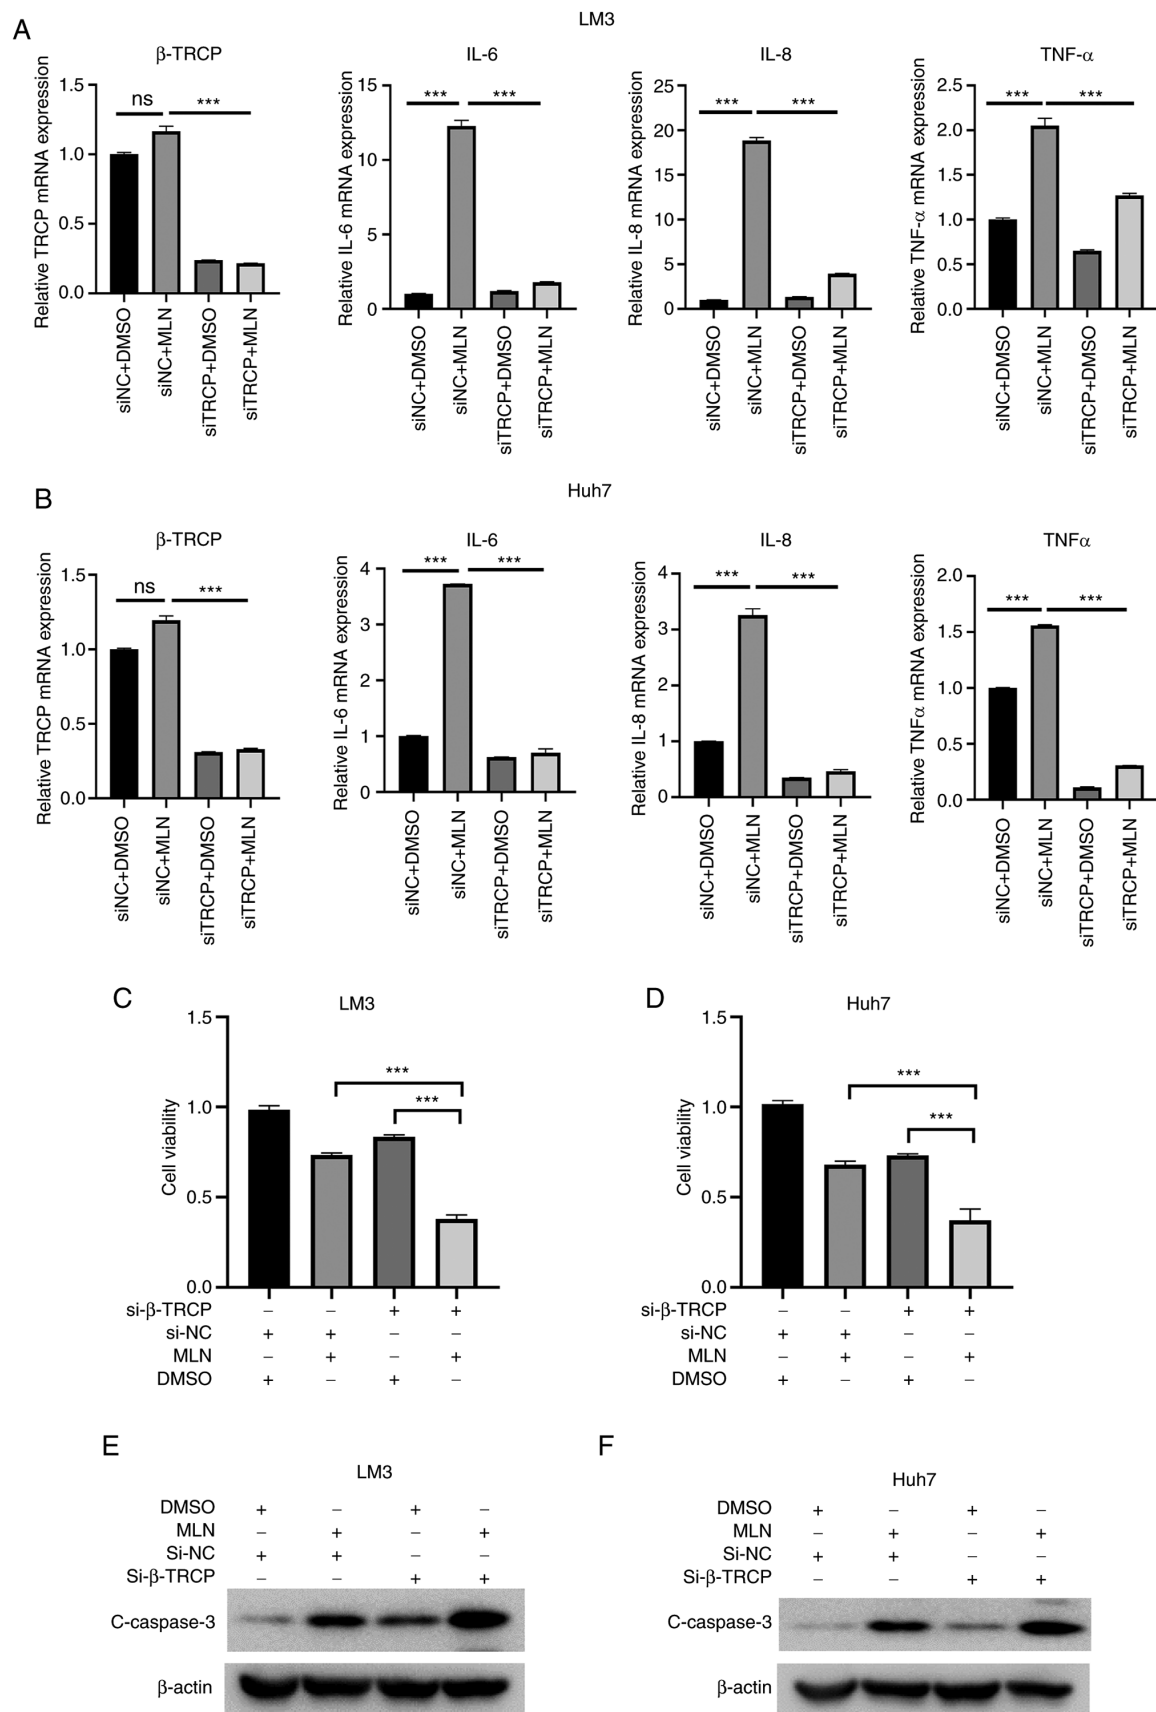 A
LM3
β-TRCP
IL-6
IL-8
TNF-α
Relative TRCP mRNA expression
1.5
1.0
0.5
0.0
ns
***
siNC+DMSO
siNC+MLN
siTRCP+DMSO
siTRCP+MLN
Relative IL-6 mRNA expression
15
10
5
0
***
***
siNC+DMSO
siNC+MLN
siTRCP+DMSO
siTRCP+MLN
Relative IL-8 mRNA expression
25
20
15
10
5
0
***
***
siNC+DMSO
siNC+MLN
siTRCP+DMSO
siTRCP+MLN
Relative TNF-α mRNA expression
2.5
2.0
1.5
1.0
0.5
0.0
***
***
siNC+DMSO
siNC+MLN
siTRCP+DMSO
siTRCP+MLN
B
Huh7
β-TRCP
IL-6
IL-8
TNFα
Relative TRCP mRNA expression
1.5
1.0
0.5
0.0
ns
***
siNC+DMSO
siNC+MLN
siTRCP+DMSO
siTRCP+MLN
Relative IL-6 mRNA expression
4
3
2
1
0
***
***
siNC+DMSO
siNC+MLN
siTRCP+DMSO
siTRCP+MLN
Relative IL-8 mRNA expression
4
3
2
1
0
***
***
siNC+DMSO
siNC+MLN
siTRCP+DMSO
siTRCP+MLN
Relative TNFα mRNA expression
2.0
1.5
1.0
0.5
0.0
***
***
siNC+DMSO
siNC+MLN
siTRCP+DMSO
siTRCP+MLN
C
LM3
Cell viability
1.5
1.0
0.5
0.0
***
***
si-β-TRCP – – + +
si-NC + + – –
MLN – + – +
DMSO + – + –
D
Huh7
Cell viability
1.5
1.0
0.5
0.0
***
***
si-β-TRCP – – + +
si-NC + + – –
MLN – + – +
DMSO + – + –
E
LM3
DMSO + – + –
MLN – + – +
Si-NC + + – –
Si-β-TRCP – – + +
C-caspase-3
β-actin
F
Huh7
DMSO + – + –
MLN – + – +
Si-NC + + – –
Si-β-TRCP – – + +
C-caspase-3
β-actin